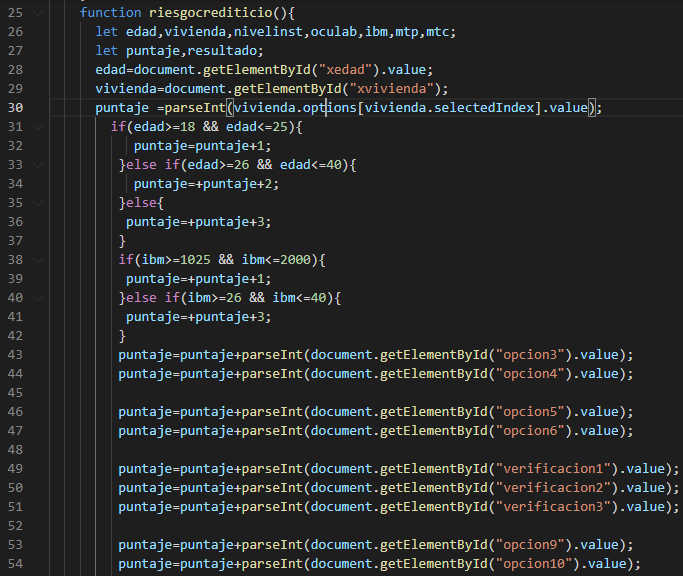 25 function riesgocrediticio(){
26 let edad,vivienda,nivelinst,oculab,ibm,mtp,mtc;
27 let puntaje,resultado;
28 edad=document.getElementById("xedad").value;
29 vivienda=document.getElementById("xvivienda");
30 puntaje =parseInt(vivienda.options[vivienda.selectedIndex].value);
31 if(edad>=18 && edad<=25){
32 puntaje=puntaje+1;
33 }else if(edad>=26 && edad<=40){
34 puntaje=+puntaje+2;
35 }else{
36 puntaje=+puntaje+3;
37 }
38 if(ibm>=1025 && ibm<=2000){
39 puntaje=+puntaje+1;
40 }else if(ibm>=26 && ibm<=40){
41 puntaje=+puntaje+3;
42 }
43 puntaje=puntaje+parseInt(document.getElementById("opcion3").value);
44 puntaje=puntaje+parseInt(document.getElementById("opcion4").value);
45
46 puntaje=puntaje+parseInt(document.getElementById("opcion5").value);
47 puntaje=puntaje+parseInt(document.getElementById("opcion6").value);
48
49 puntaje=puntaje+parseInt(document.getElementById("verificacion1").value);
50 puntaje=puntaje+parseInt(document.getElementById("verificacion2").value);
51 puntaje=puntaje+parseInt(document.getElementById("verificacion3").value);
52
53 puntaje=puntaje+parseInt(document.getElementById("opcion9").value);
54 puntaje=puntaje+parseInt(document.getElementById("opcion10").value);